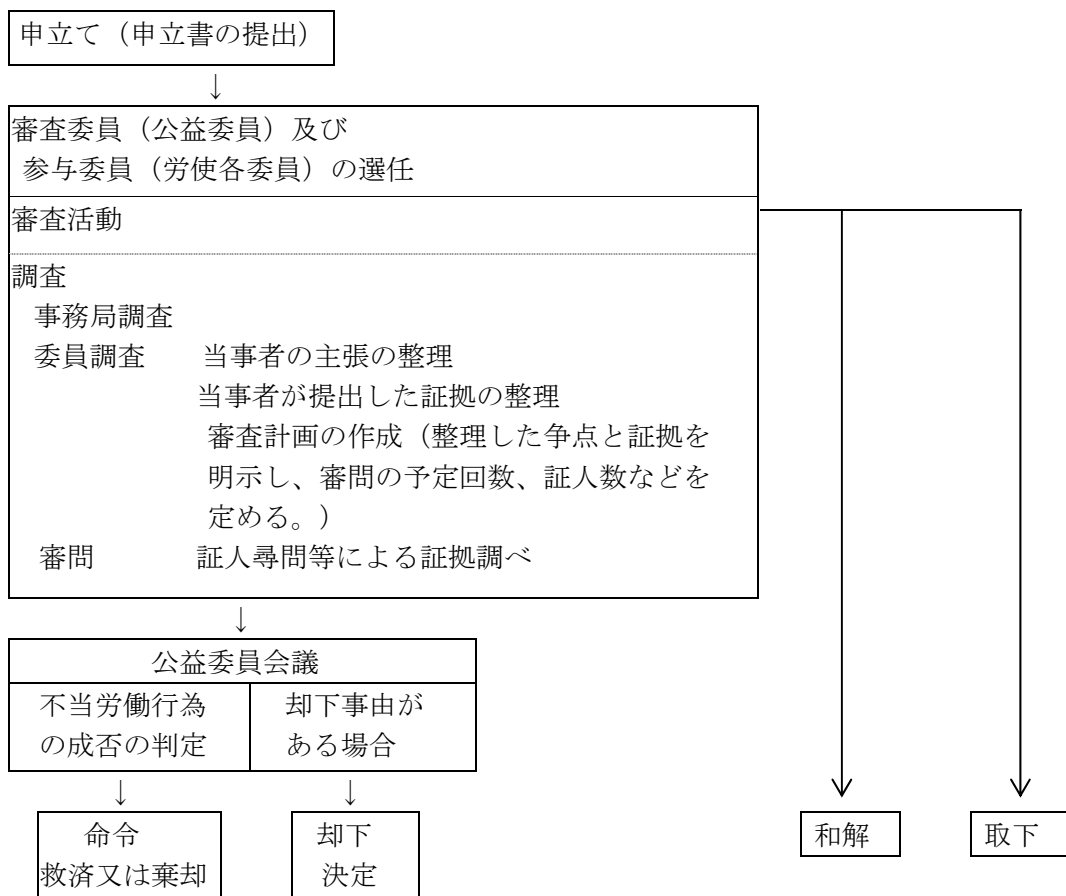 申立て（申立書の提出）
↓
審査委員（公益委員）及び
参与委員（労使各委員）の選任
審査活動
調査
事務局調査
委員調査　　当事者の主張の整理
当事者が提出した証拠の整理
審査計画の作成（整理した争点と証拠を
明示し、審問の予定回数、証人数などを
定める。）
審問　　証人尋問等による証拠調べ
↓
公益委員会議
不当労働行為
の成否の判定
却下事由が
ある場合
↓
↓
命令
救済又は棄却
却下
決定
和解
取下